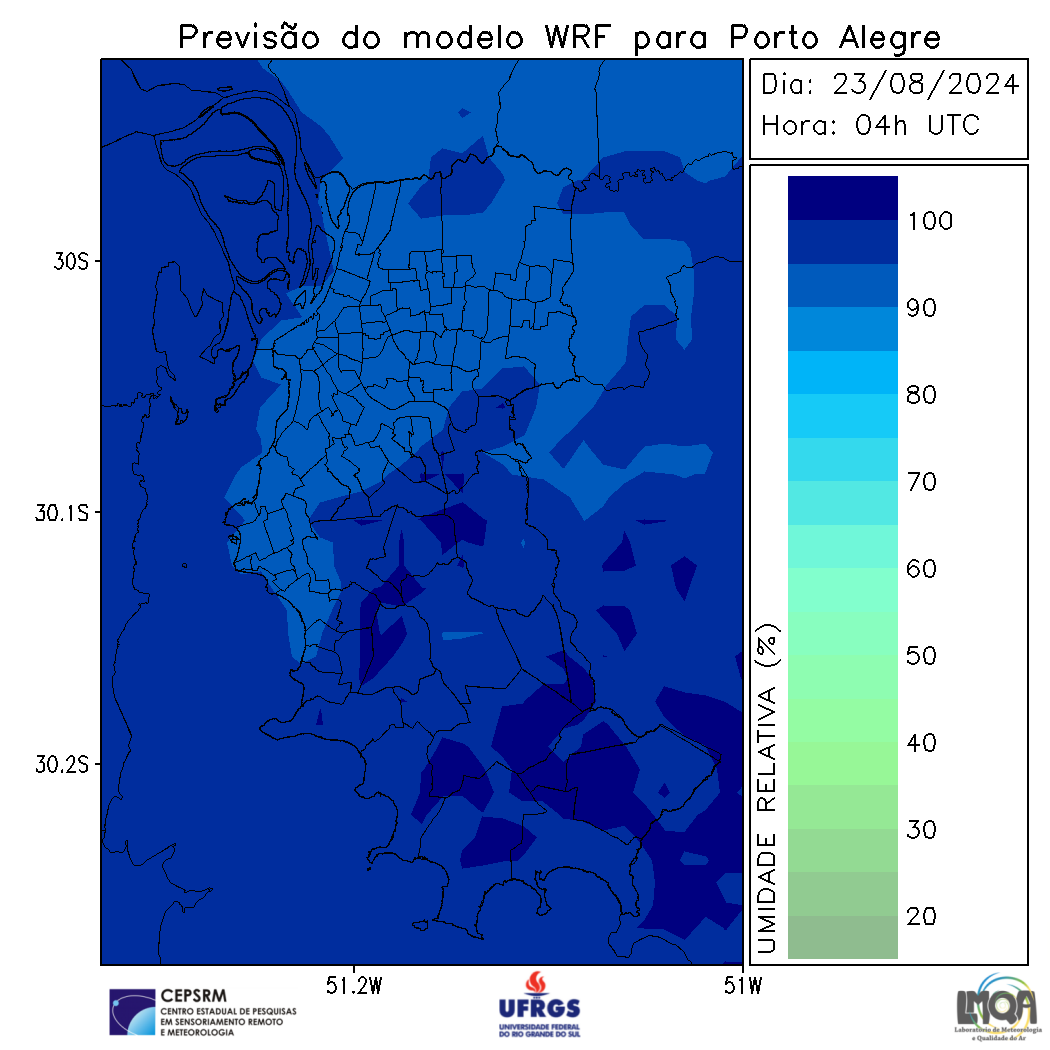 Previsão do modelo WRF para Porto Alegre
Dia: 23/08/2024
Hora: 04h UTC
30S
30.1S
30.2S
51.2W
51W
UMIDADE RELATIVA (%)
100
90
80
70
60
50
40
30
20
CEPSRM
CENTRO ESTADUAL DE PESQUISAS
EM SENSORIAMENTO REMOTO
E METEOROLOGIA
UFRGS
UNIVERSIDADE FEDERAL
DO RIO GRANDE DO SUL
LMQA
Laboratório de Meteorologia
e Qualidade do Ar